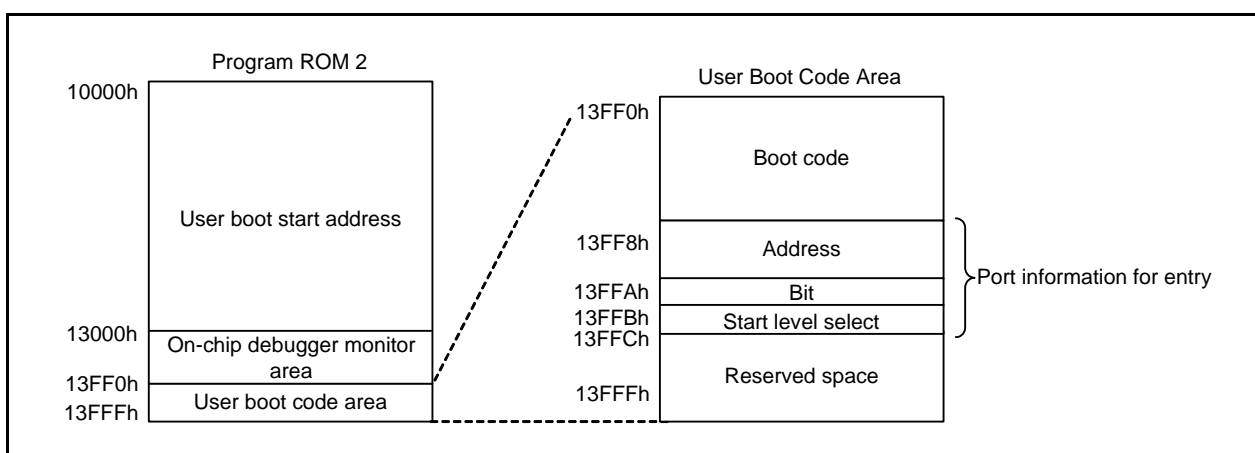 Program ROM 2
10000h
User boot start address
13000h
On-chip debugger monitor
area
13FF0h
User boot code area
13FFFh
User Boot Code Area
13FF0h
Boot code
13FF8h
Address
Port information for entry
13FFAh
Bit
13FFBh
Start level select
13FFCh
Reserved space
13FFFh